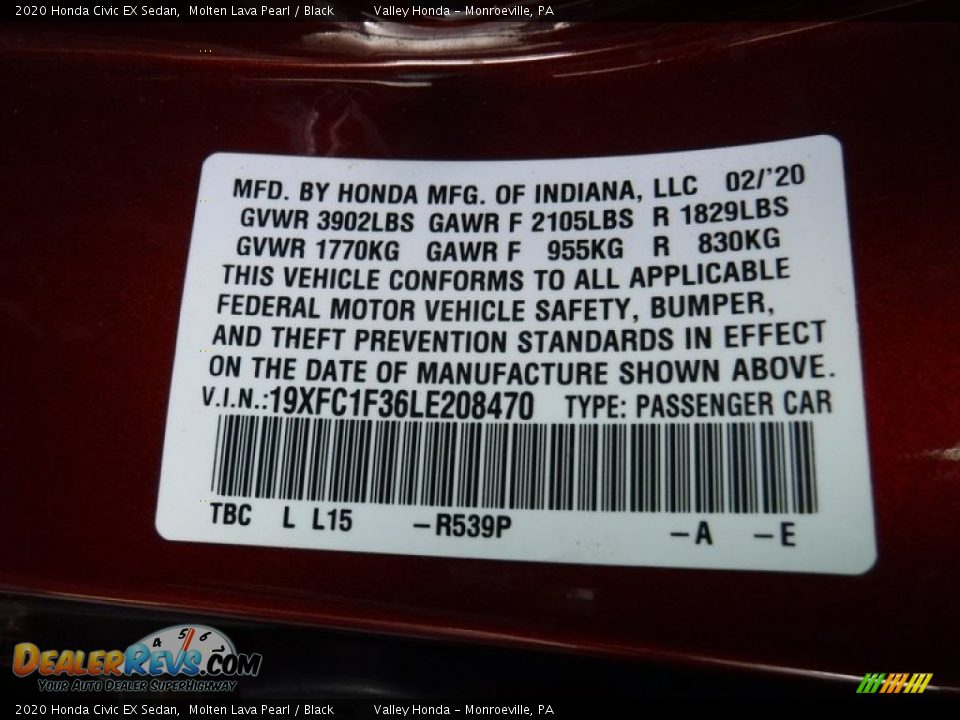 2020 Honda Civic EX Sedan,  Molten Lava Pearl / Black    Valley Honda - Monroeville, PA
MFD. BY HONDA MFG. OF INDIANA, LLC 02/'20
GVWR 3902LBS GAWR F 2105LBS R 1829LBS
GVWR 1770KG GAWR F 955KG R 830KG
THIS VEHICLE CONFORMS TO ALL APPLICABLE
FEDERAL MOTOR VEHICLE SAFETY, BUMPER,
AND THEFT PREVENTION STANDARDS IN EFFECT
ON THE DATE OF MANUFACTURE SHOWN ABOVE.
V.I.N.:19XFC1F36LE208470 TYPE: PASSENGER CAR
TBC L L15 -R539P -A -E
4 5 6
DEALERREVS.COM
YOUR AUTO DEALER SUPERHIGHWAY
2020 Honda Civic EX Sedan,  Molten Lava Pearl / Black    Valley Honda - Monroeville, PA